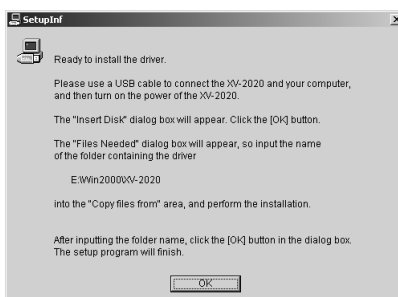 SetupInf
Ready to install the driver.
Please use a USB cable to connect the XV-2020 and your computer,
and then turn on the power of the XV-2020.
The "Insert Disk" dialog box will appear. Click the [OK] button.
The "Files Needed" dialog box will appear, so input the name
of the folder containing the driver
E:\Win2000\XV-2020
into the "Copy files from" area, and perform the installation.
After inputting the folder name, click the [OK] button in the dialog box.
The setup program will finish.
OK